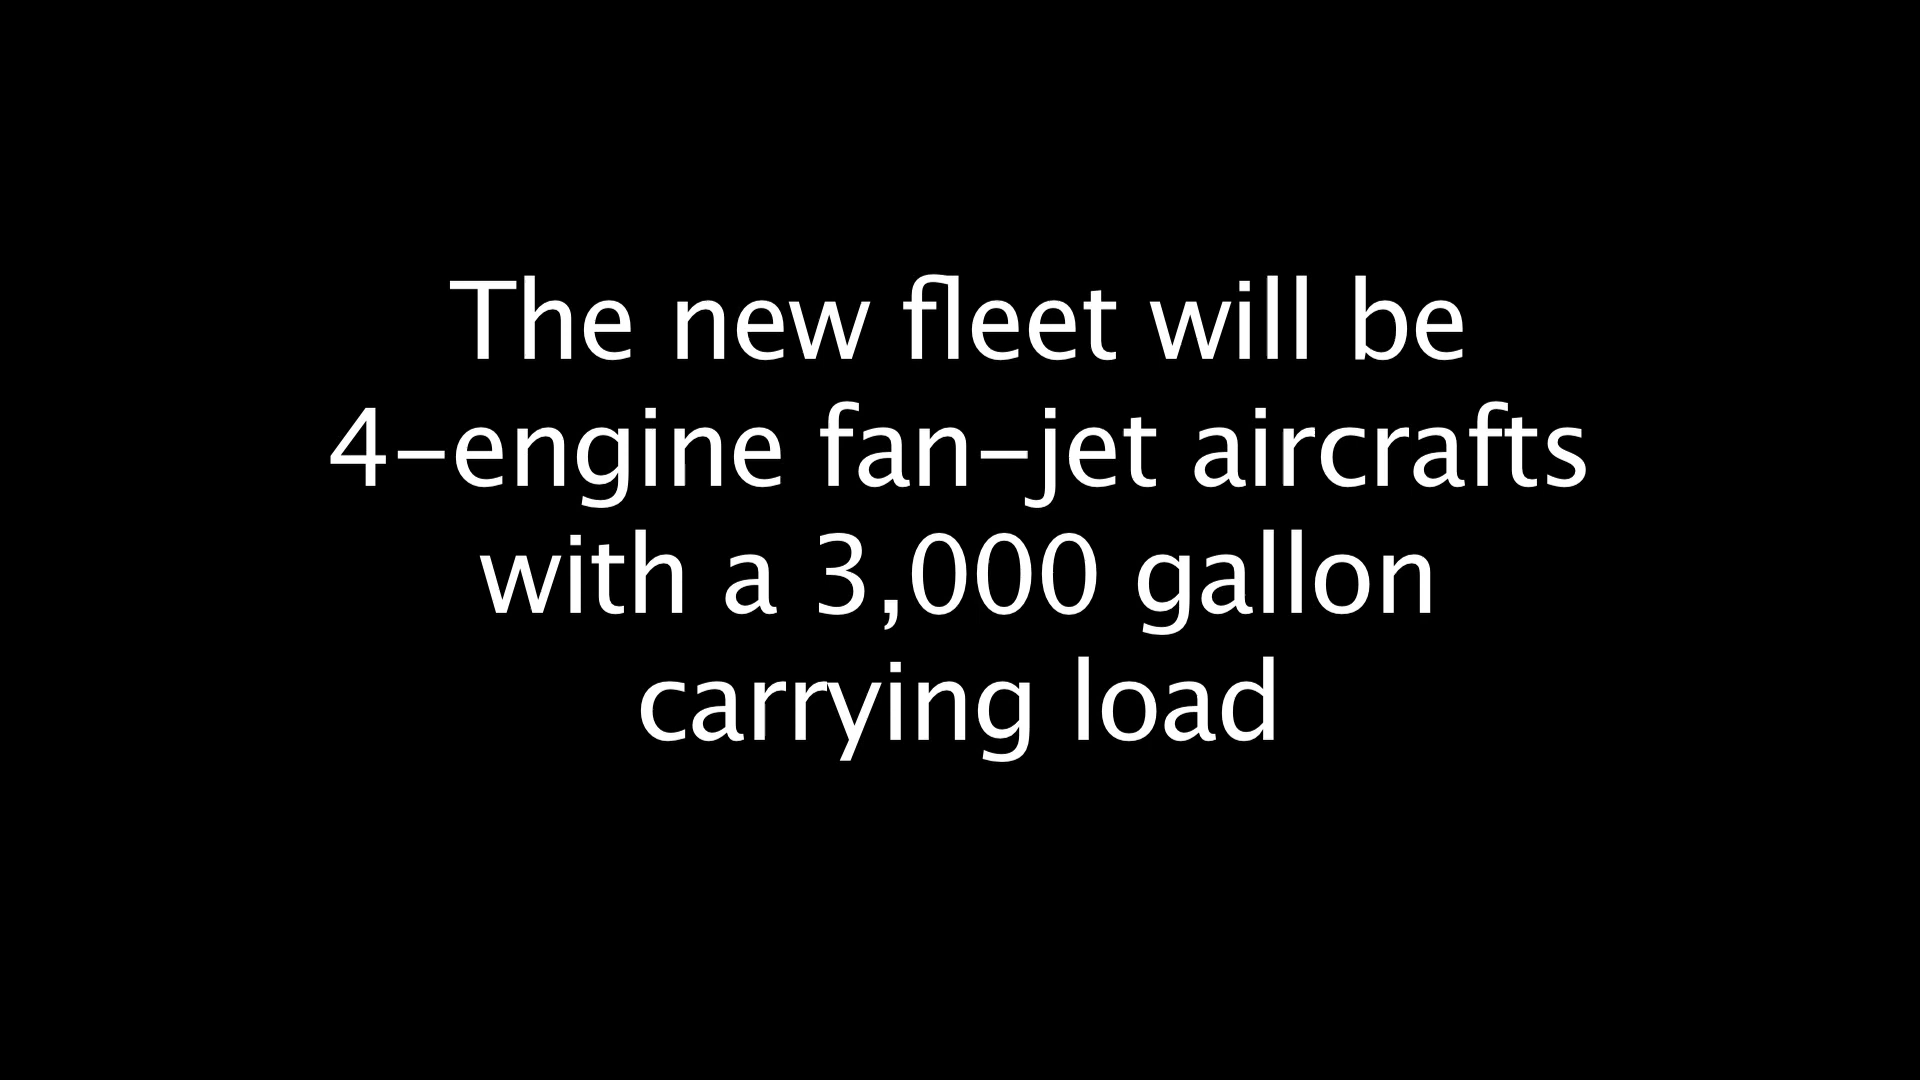 The new fleet will be
4-engine fan-jet aircrafts
with a 3,000 gallon
carrying load